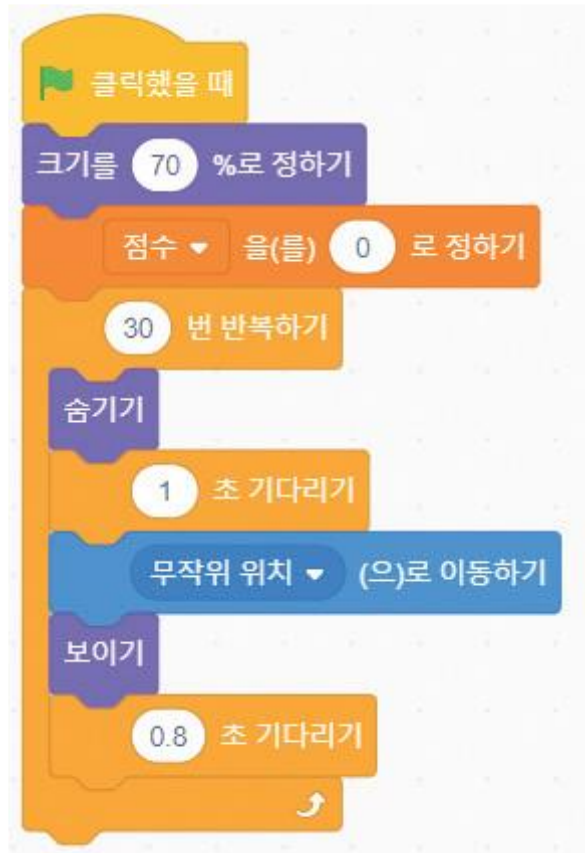 클릭했을 때
크기를 70 %로 정하기
점수 을(를) 0 로 정하기
30 번 반복하기
숨기기
1 초 기다리기
무작위 위치 (으)로 이동하기
보이기
0.8 초 기다리기